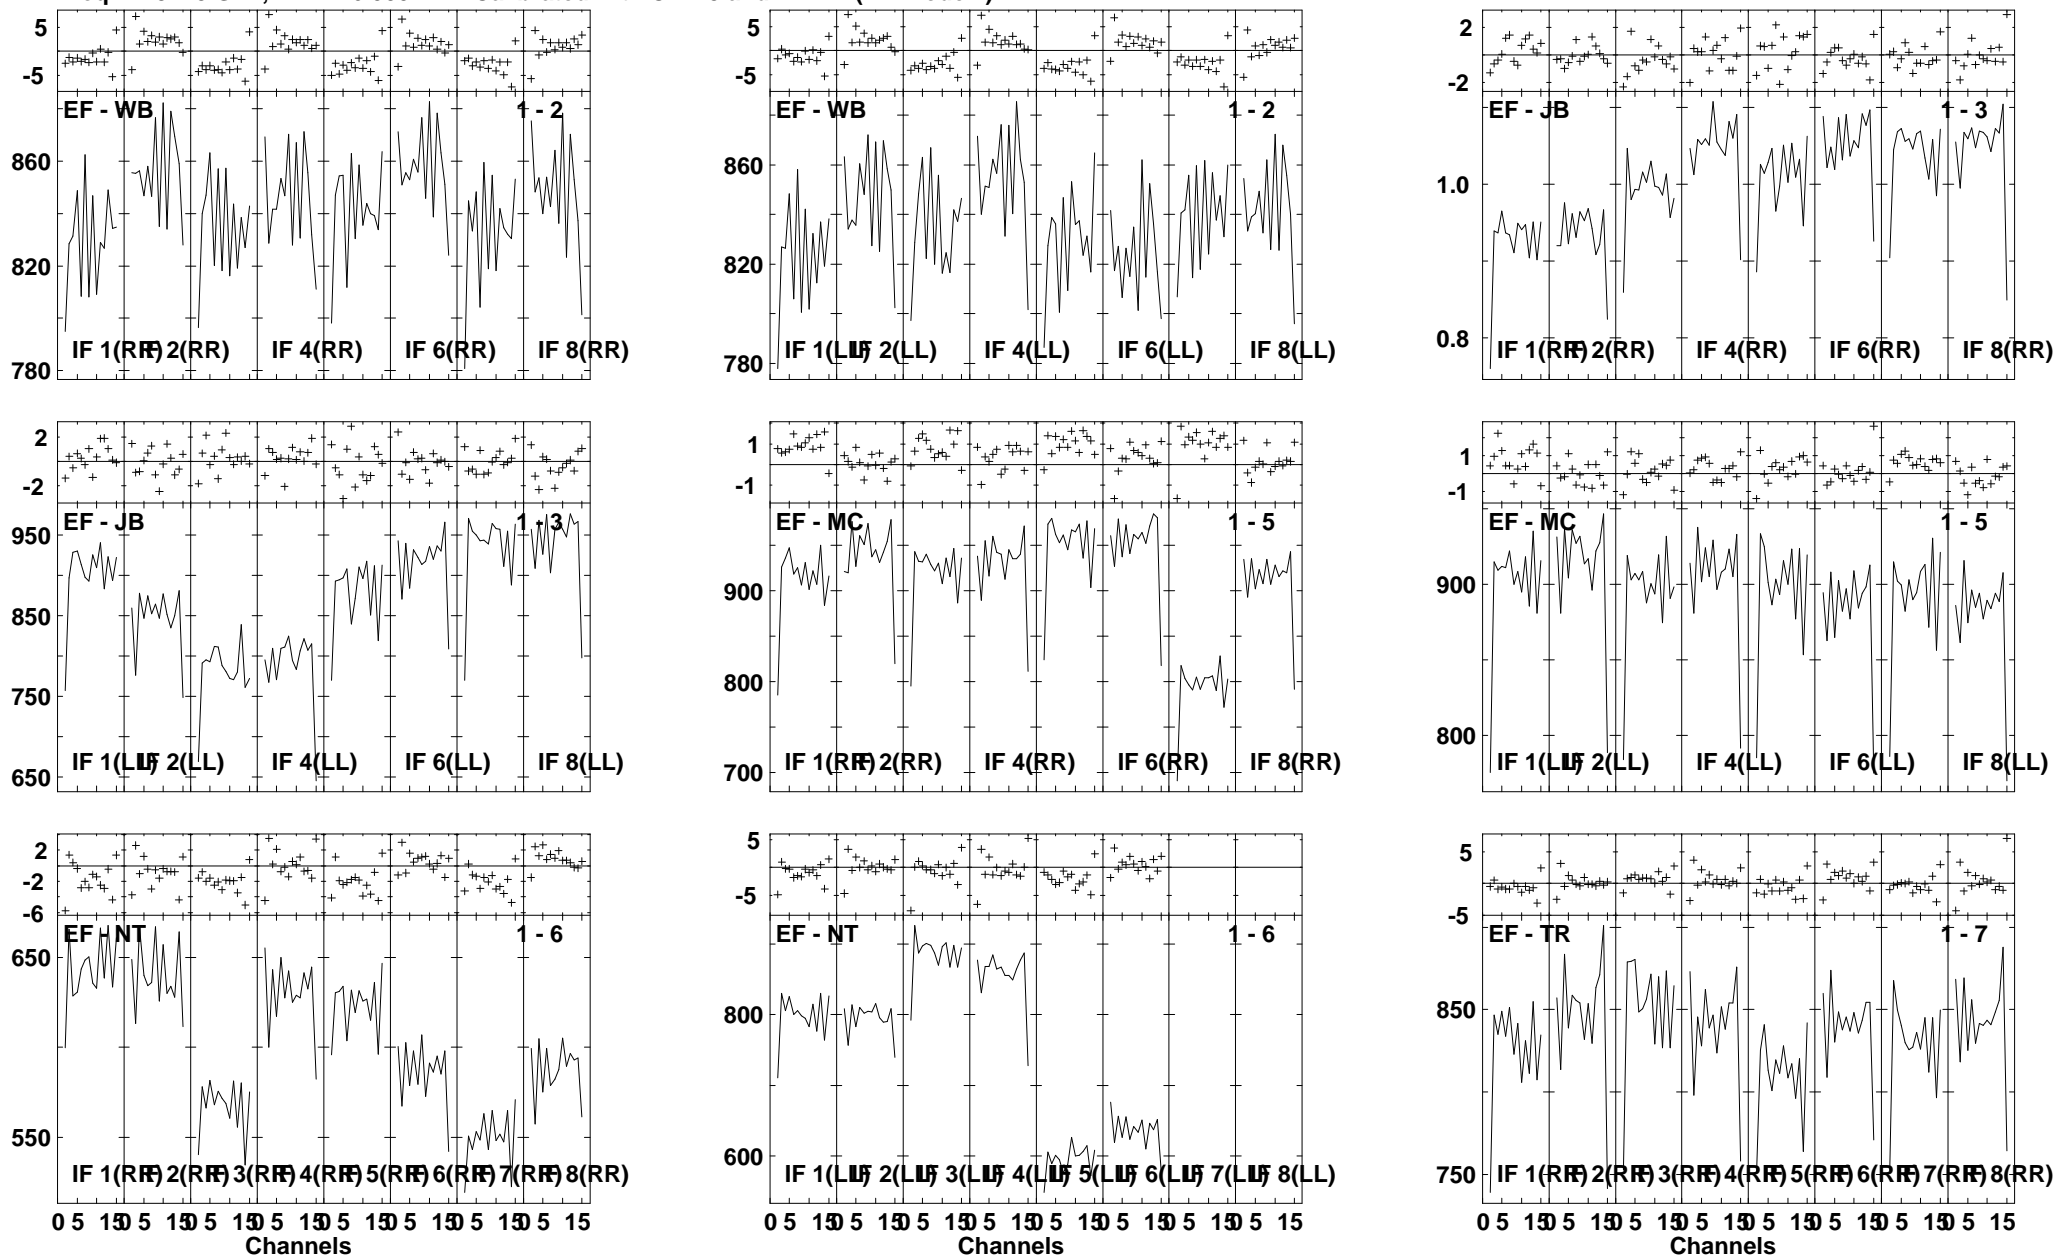 5
-5
EF - WB 1 - 2
860
820
780
IF 1(RR) IF 2(RR) IF 4(RR) IF 6(RR) IF 8(RR)
5
-5
EF - WB 1 - 2
860
820
780
IF 1(LL) IF 2(LL) IF 4(LL) IF 6(LL) IF 8(LL)
2
-2
EF - JB 1 - 3
1.0
0.8
IF 1(RR) IF 2(RR) IF 4(RR) IF 6(RR) IF 8(RR)
2
-2
EF - JB 1 - 3
950
850
750
650
IF 1(LL) IF 2(LL) IF 4(LL) IF 6(LL) IF 8(LL)
1
-1
EF - MC 1 - 5
900
800
700
IF 1(RR) IF 2(RR) IF 4(RR) IF 6(RR) IF 8(RR)
1
-1
EF - MC 1 - 5
900
800
IF 1(LL) IF 2(LL) IF 4(LL) IF 6(LL) IF 8(LL)
2
-2
-6
EF - NT 1 - 6
650
550
IF 1(RR) IF 2(RR) IF 3(RR) IF 4(RR) IF 5(RR) IF 6(RR) IF 7(RR) IF 8(RR)
0 5 15 0 5 15 0 5 15 0 5 15
Channels
5
-5
EF - NT 1 - 6
800
600
IF 1(LL) IF 2(LL) IF 3(LL) IF 4(LL) IF 5(LL) IF 6(LL) IF 7(LL) IF 8(LL)
0 5 15 0 5 15 0 5 15 0 5 15
Channels
5
-5
EF - TR 1 - 7
850
750
IF 1(RR) IF 2(RR) IF 3(RR) IF 4(RR) IF 5(RR) IF 6(RR) IF 7(RR) IF 8(RR)
0 5 15 0 5 15 0 5 15 0 5 15
Channels